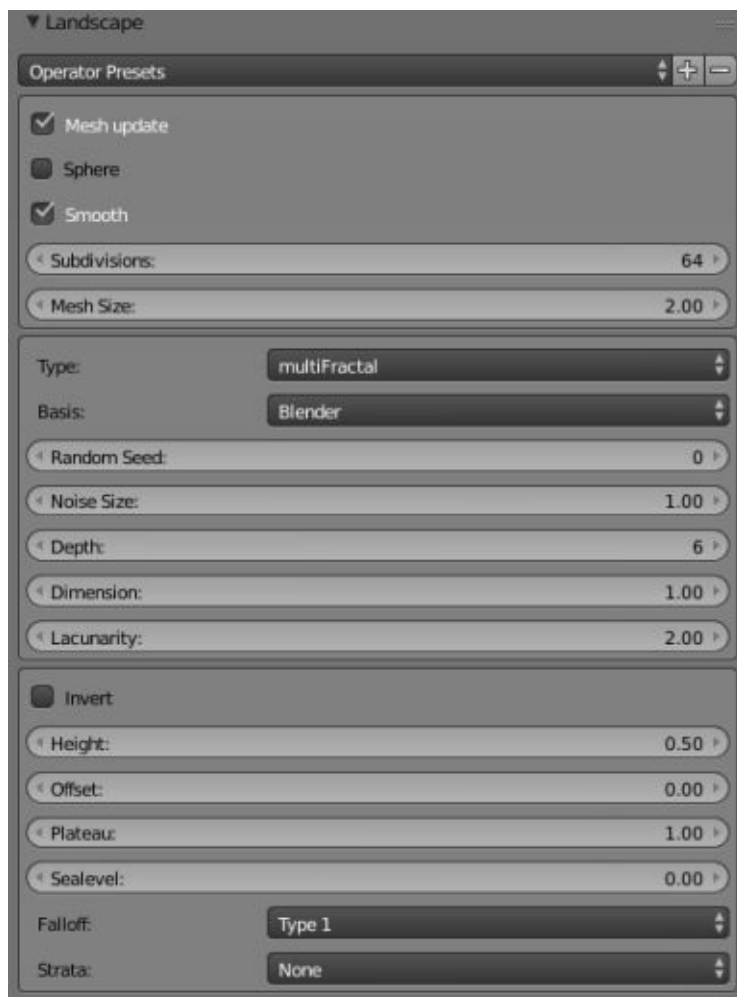 Landscape
Operator Presets
Mesh update
Sphere
Smooth
Subdivisions: 64
Mesh Size: 2.00
Type: multiFractal
Basis: Blender
Random Seed: 0
Noise Size: 1.00
Depth: 6
Dimension: 1.00
Lacunarity: 2.00
Invert
Height: 0.50
Offset: 0.00
Plateau: 1.00
Sealevel: 0.00
Falloff: Type 1
Strata: None